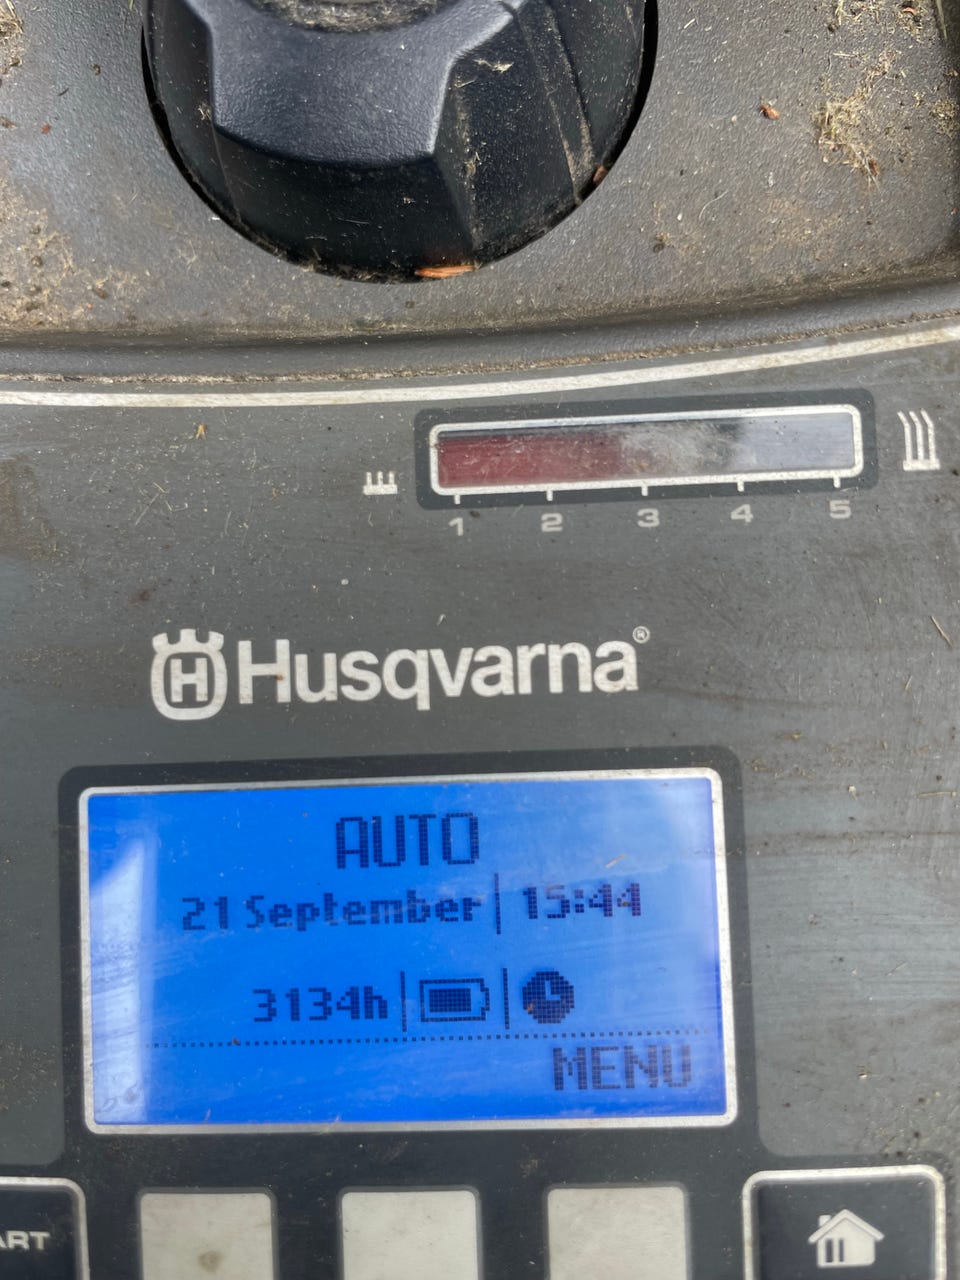 1 2 3 4 5
Husqvarna®
AUTO
21 September | 15:44
3134h
MENU
ART